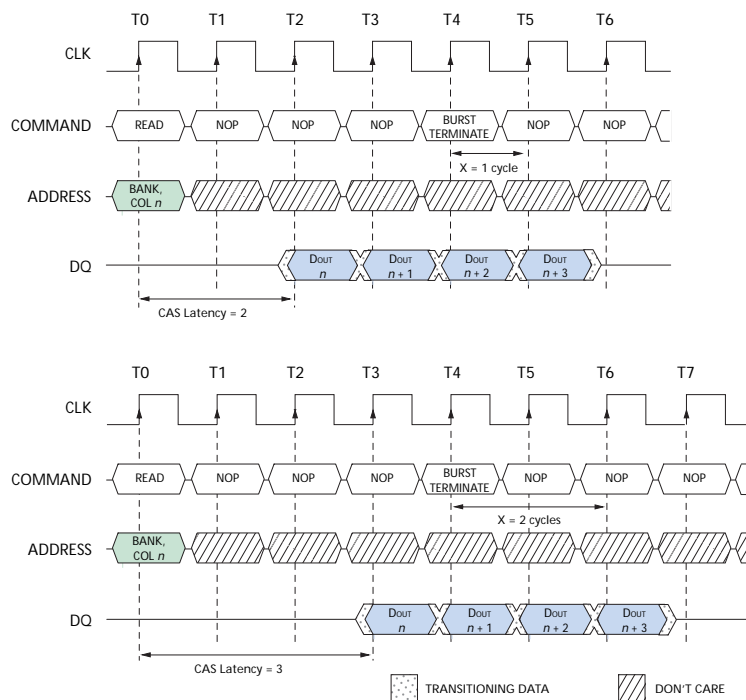 T0 T1 T2 T3 T4 T5 T6
CLK
COMMAND READ NOP NOP NOP BURST TERMINATE NOP NOP
X = 1 cycle
ADDRESS BANK, COL n
DQ DOUT n DOUT n + 1 DOUT n + 2 DOUT n + 3
CAS Latency = 2
T0 T1 T2 T3 T4 T5 T6 T7
CLK
COMMAND READ NOP NOP NOP BURST TERMINATE NOP NOP NOP
X = 2 cycles
ADDRESS BANK, COL n
DQ DOUT n DOUT n + 1 DOUT n + 2 DOUT n + 3
CAS Latency = 3
TRANSITIONING DATA DON'T CARE